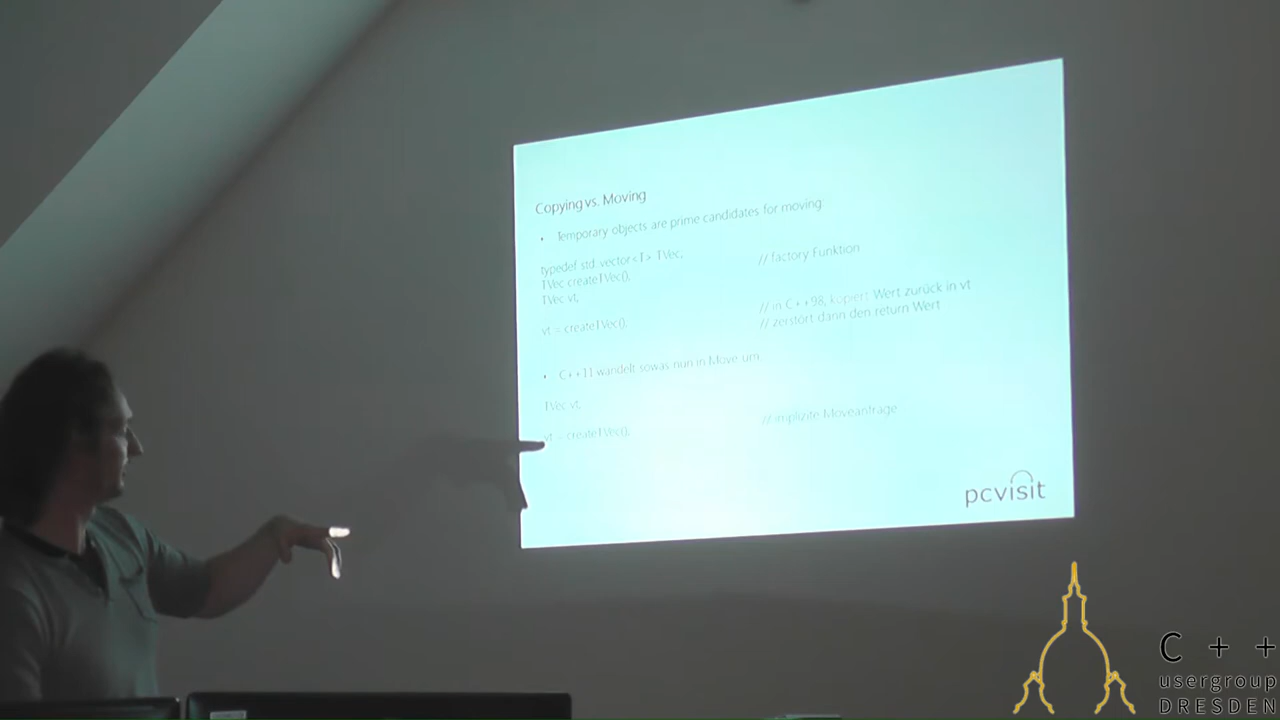 Copying vs. Moving
• Temporary objects are prime candidates for moving:
typedef std::vector<T> TVec;
TVec createTVec(); // factory Funktion
TVec vt;
vt = createTVec(); // in C++98, kopiert Wert zurück in vt
// zerstört dann den return Wert
• C++11 wandelt sowas nun in Move um
TVec vt;
vt = createTVec(); // implizite Moveanfrage
pcvisit
C++
usergroup
DRESDEN